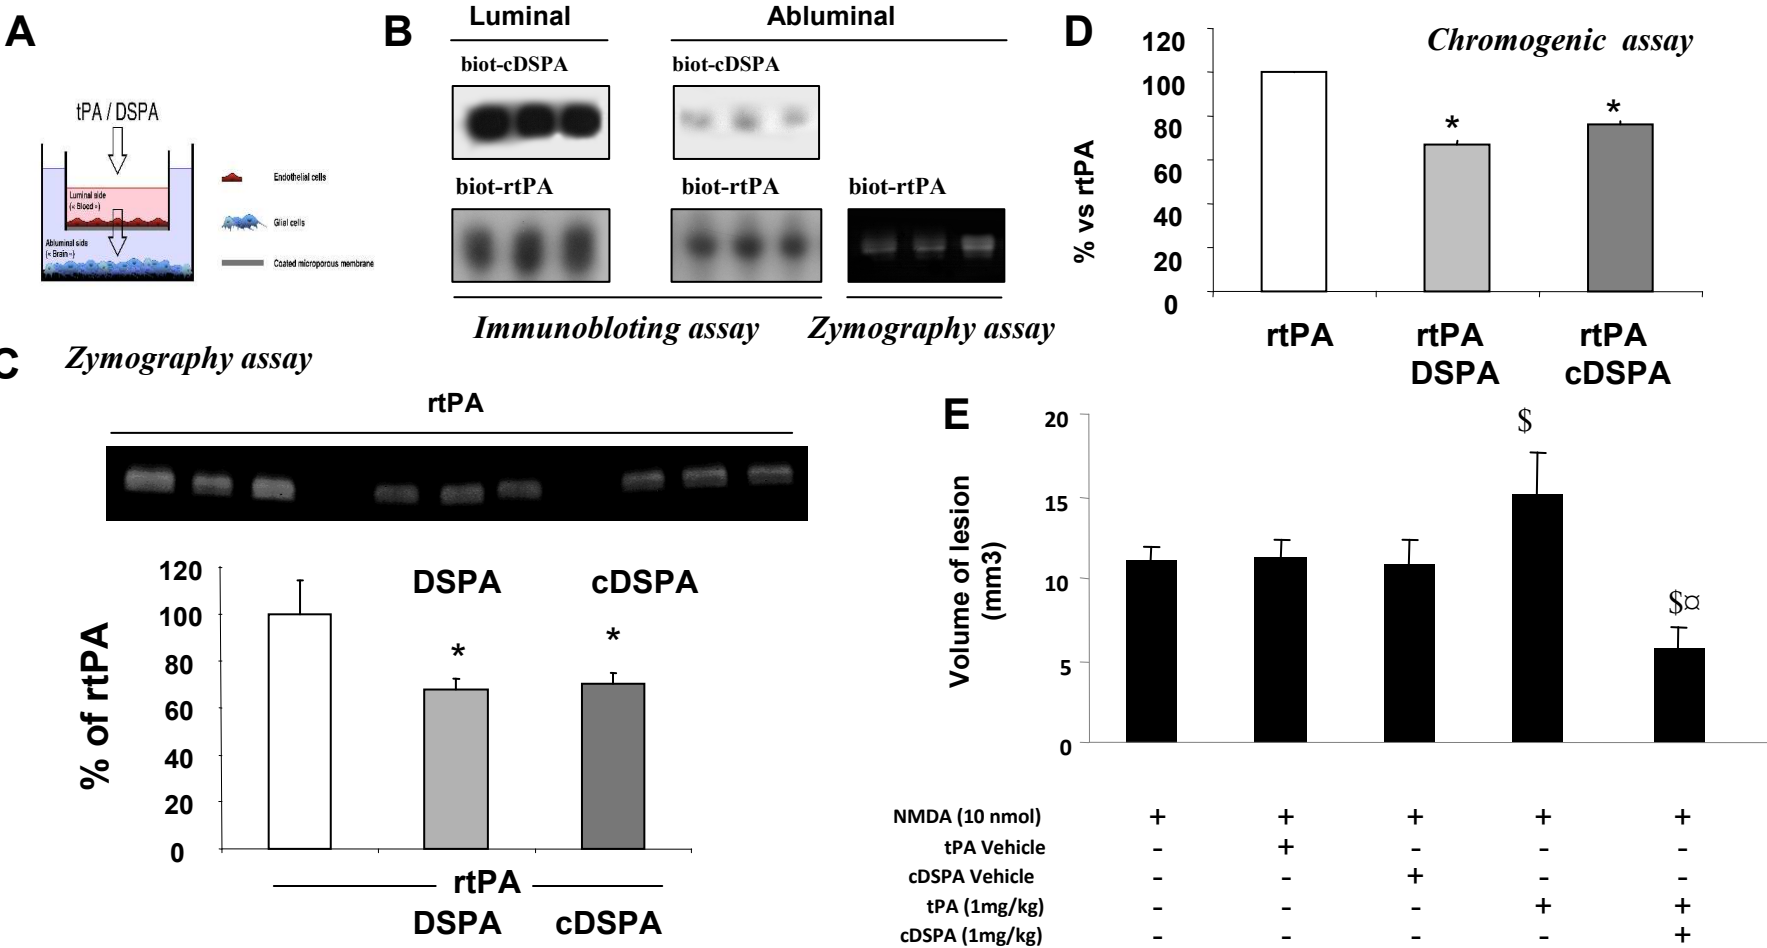 A
tPA / DSPA
Luminal side
(« Blood »)
Abluminal side
(« Brain »)
Endothelial cells
Glial cells
Coated microporous membrane
B
Luminal
Abluminal
biot-cDSPA
biot-cDSPA
biot-rtPA
biot-rtPA
biot-rtPA
Immunobloting assay
Zymography assay
C
Zymography assay
rtPA
120
100
80
60
40
20
0
% of rtPA
DSPA
cDSPA
*
*
rtPA
DSPA
cDSPA
D
Chromogenic assay
120
100
80
60
40
20
0
% vs rtPA
*
*
rtPA
rtPA
DSPA
rtPA
cDSPA
E
20
15
10
5
0
Volume of lesion
(mm3)
$
$¤
NMDA (10 nmol) + + + + +
tPA Vehicle - + - - -
cDSPA Vehicle - - + - -
tPA (1mg/kg) - - - + +
cDSPA (1mg/kg) - - - - +